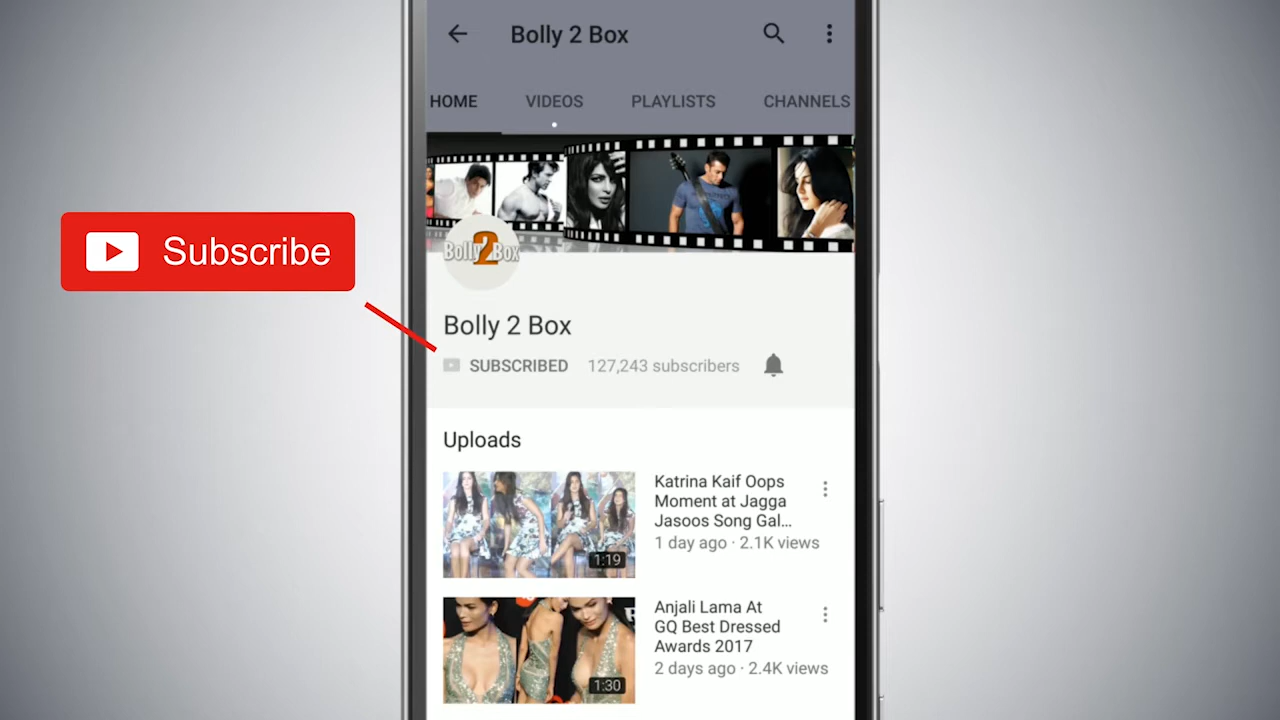 Bolly 2 Box
HOME VIDEOS PLAYLISTS CHANNELS
Bolly2Box
Subscribe
Bolly 2 Box
SUBSCRIBED 127,243 subscribers
Uploads
Katrina Kaif Oops
Moment at Jagga
Jasoos Song Gal...
1 day ago · 2.1K views
1:19
Anjali Lama At
GQ Best Dressed
Awards 2017
2 days ago · 2.4K views
1:30